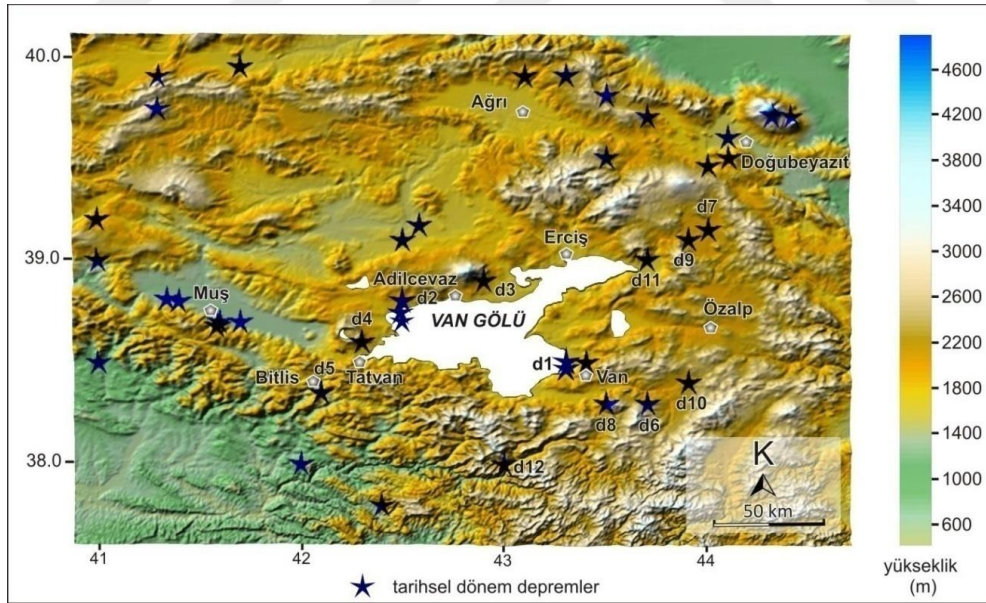 40.0
39.0
38.0
41
42
43
44
Ağrı
Doğubeyazıt
d7
Erciş
d9
d11
Adilcevaz
d2
d3
Muş
VAN GÖLÜ
Özalp
d4
d1
Bitlis
d5
Tatvan
Van
d10
d8
d6
d12
K
50 km
4600
4200
3800
3400
3000
2600
2200
1800
1400
1000
600
yükseklik
(m)
tarihsel dönem depremler